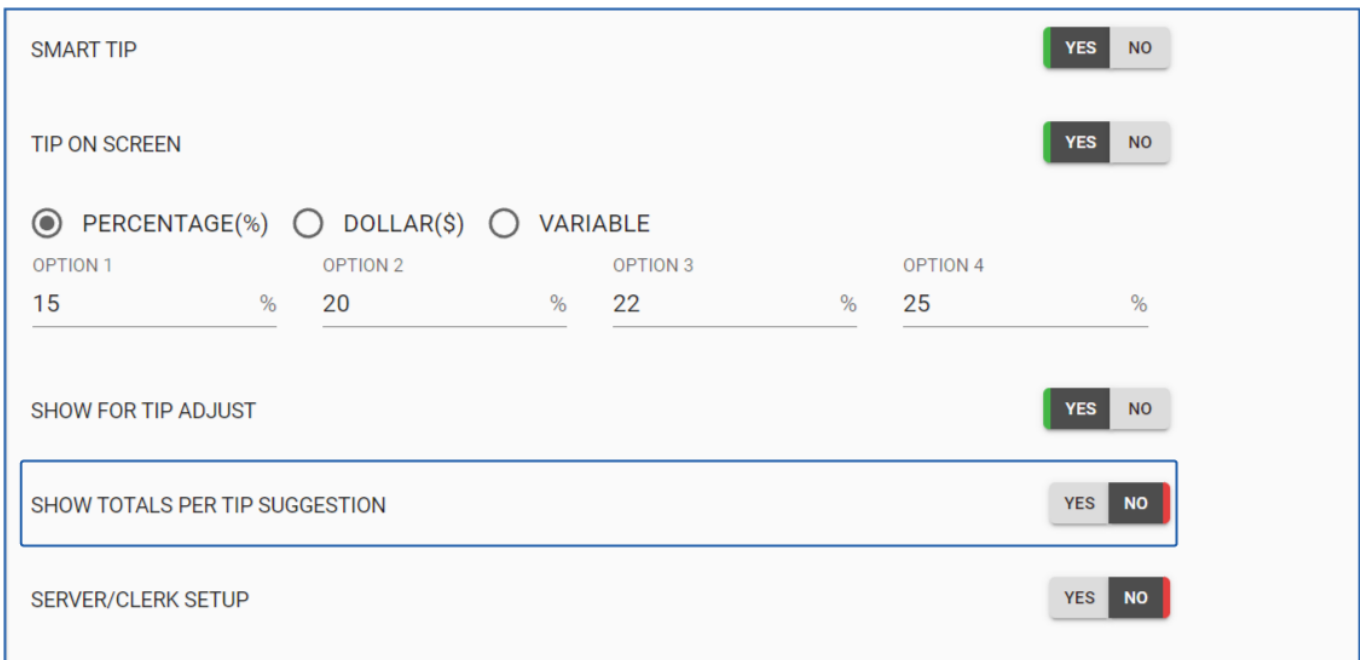 SMART TIP YES NO
TIP ON SCREEN YES NO
PERCENTAGE(%) DOLLAR($) VARIABLE
OPTION 1 OPTION 2 OPTION 3 OPTION 4
15 % 20 % 22 % 25 %
SHOW FOR TIP ADJUST YES NO
SHOW TOTALS PER TIP SUGGESTION YES NO
SERVER/CLERK SETUP YES NO